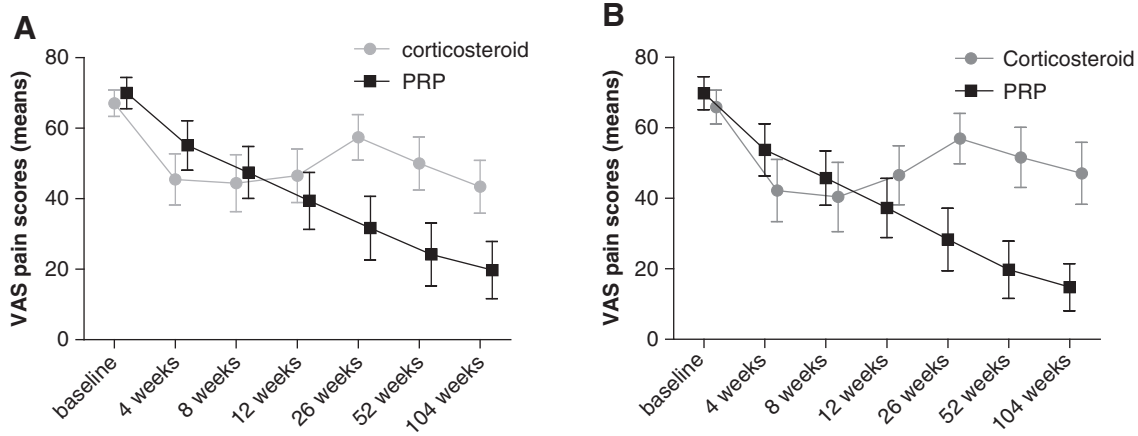 A
corticosteroid
PRP
VAS pain scores (means)
80
60
40
20
0
baseline
4 weeks
8 weeks
12 weeks
26 weeks
52 weeks
104 weeks
B
Corticosteroid
PRP
VAS pain scores (means)
80
60
40
20
0
baseline
4 weeks
8 weeks
12 weeks
26 weeks
52 weeks
104 weeks